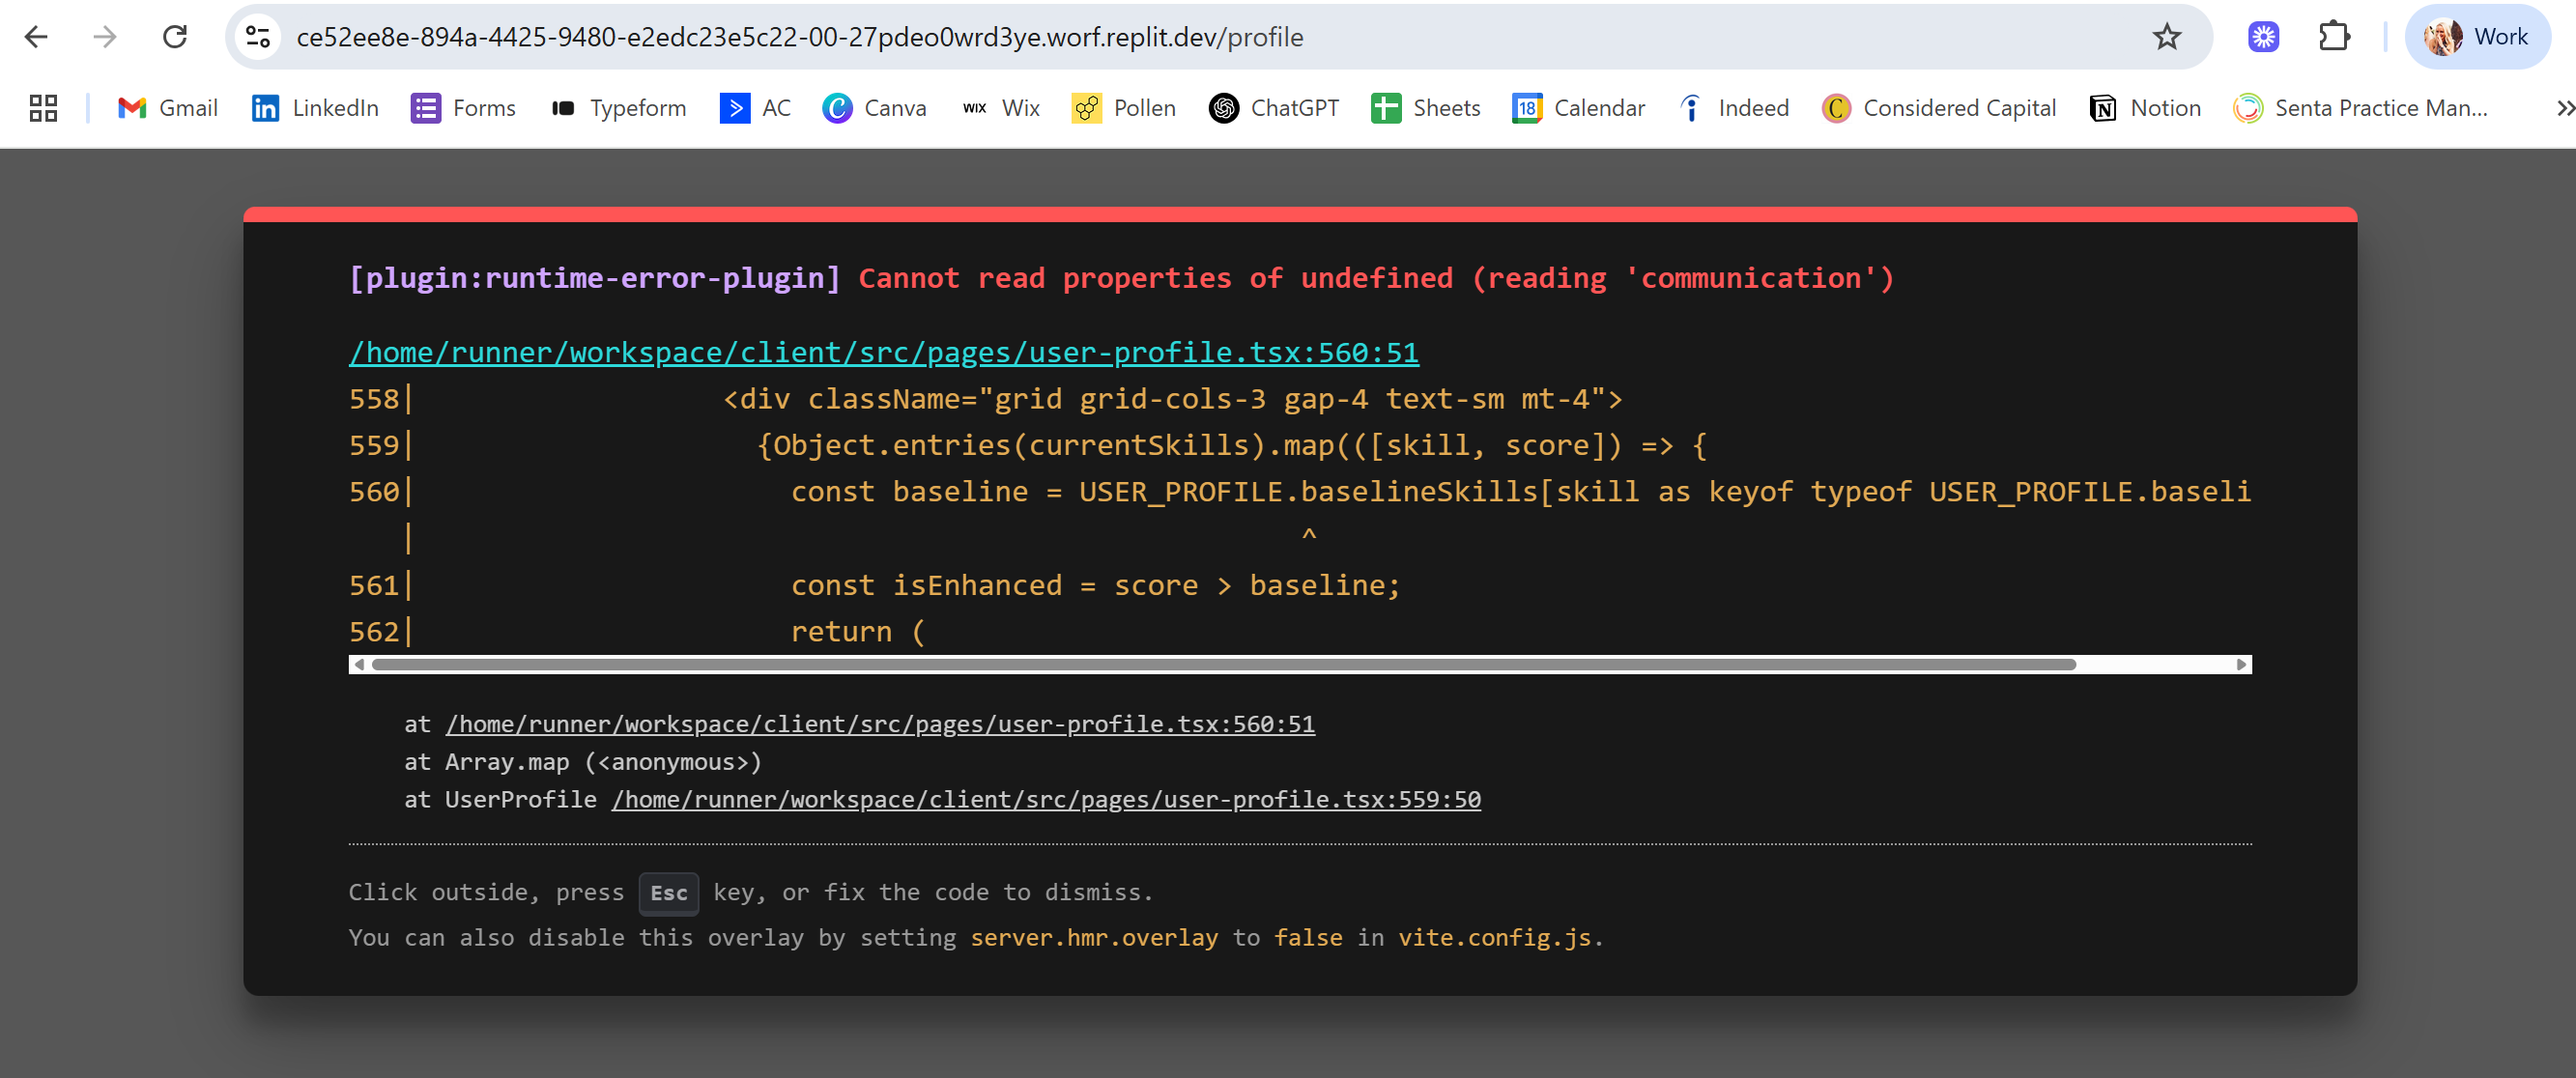 ce52ee8e-894a-4425-9480-e2edc23e5c22-00-27pdeo0wrd3ye.worf.replit.dev/profile
Work
Gmail LinkedIn Forms Typeform AC Canva WIX Wix Pollen ChatGPT Sheets 18 Calendar Indeed Considered Capital Notion Senta Practice Man...
[plugin:runtime-error-plugin] Cannot read properties of undefined (reading 'communication')
/home/runner/workspace/client/src/pages/user-profile.tsx:560:51
558| <div className="grid grid-cols-3 gap-4 text-sm mt-4">
559| {Object.entries(currentSkills).map(([skill, score]) => {
560| const baseline = USER_PROFILE.baselineSkills[skill as keyof typeof USER_PROFILE.baseli
| ^
561| const isEnhanced = score > baseline;
562| return (
at /home/runner/workspace/client/src/pages/user-profile.tsx:560:51
at Array.map (<anonymous>)
at UserProfile /home/runner/workspace/client/src/pages/user-profile.tsx:559:50
Click outside, press Esc key, or fix the code to dismiss.
You can also disable this overlay by setting server.hmr.overlay to false in vite.config.js.